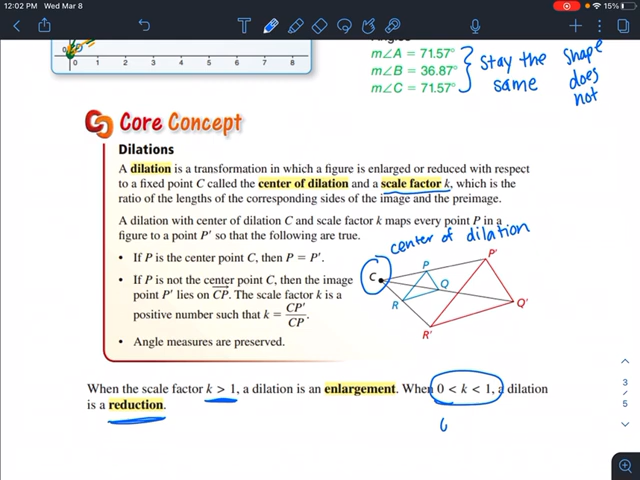 12:02 PM Wed Mar 8
15%
Notes
0 1 2 3 4 5 6 7 8
m∠A = 71.57°
m∠B = 36.87°
m∠C = 71.57°
stay the same
shape does not
Core Concept
Dilations
A dilation is a transformation in which a figure is enlarged or reduced with respect
to a fixed point C called the center of dilation and a scale factor k, which is the
ratio of the lengths of the corresponding sides of the image and the preimage.
A dilation with center of dilation C and scale factor k maps every point P in a
figure to a point P′ so that the following are true.
center of dilation
• If P is the center point C, then P = P′.
• If P is not the center point C, then the image
point P′ lies on CP. The scale factor k is a
positive number such that k = CP′/CP.
• Angle measures are preserved.
C
P
Q
R
P′
Q′
R′
When the scale factor k > 1, a dilation is an enlargement. When 0 < k < 1, a dilation
is a reduction.
3
5